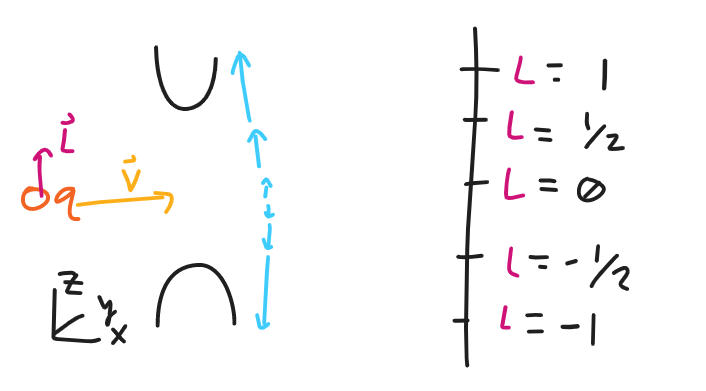 L⃗
q
v⃗
z
y
x
L = 1
L = 1/2
L = 0
L = -1/2
L = -1